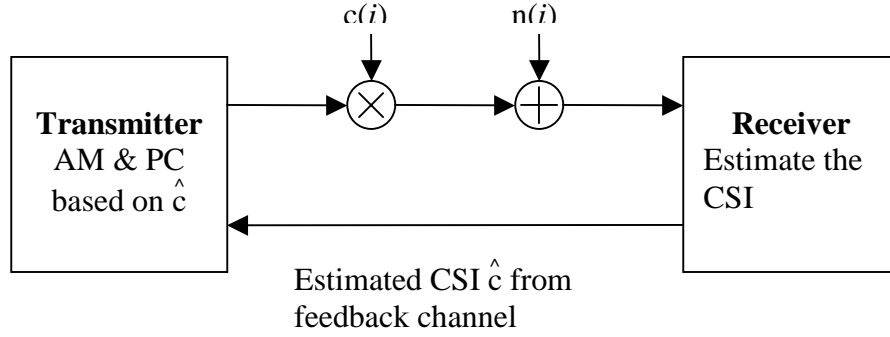 c(i) n(i)
Transmitter
AM & PC
based on ĉ
Receiver
Estimate the
CSI
Estimated CSI ĉ from
feedback channel